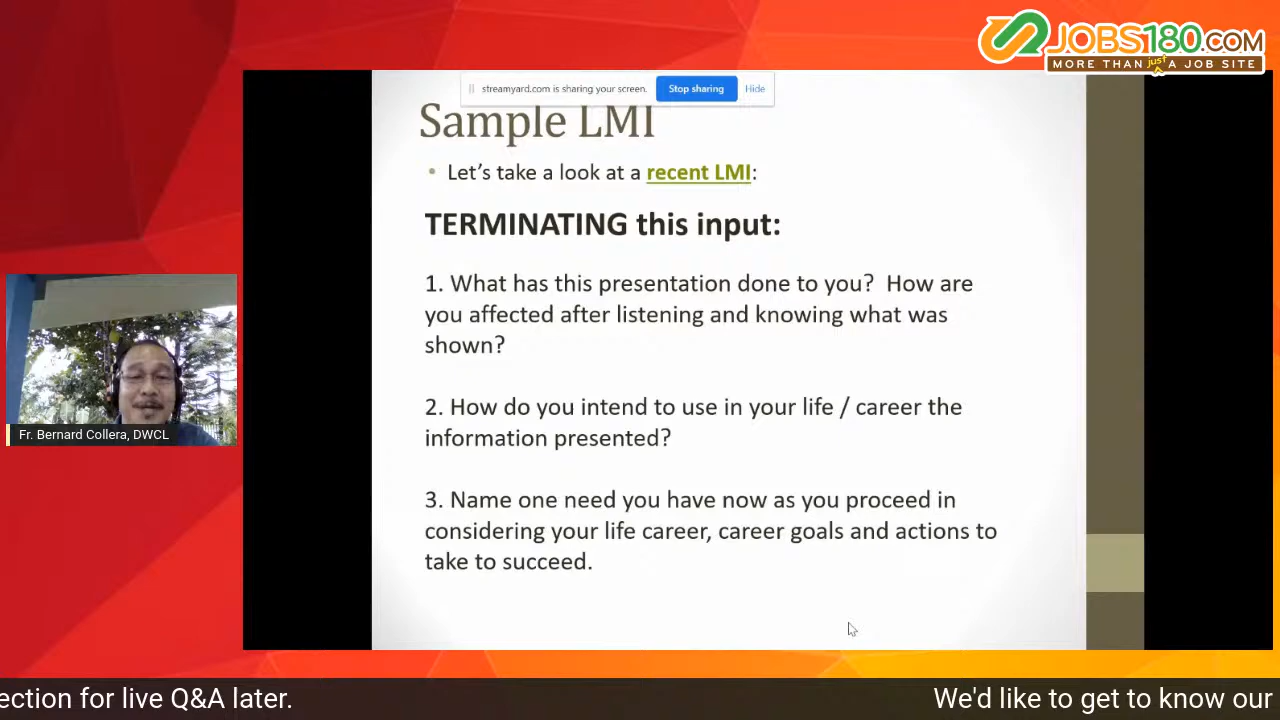 JOBS180.COM
MORE THAN just A JOB SITE
streamyard.com is sharing your screen. Stop sharing Hide
Sample LMI
• Let's take a look at a recent LMI:
TERMINATING this input:
1. What has this presentation done to you? How are
you affected after listening and knowing what was
shown?
2. How do you intend to use in your life / career the
information presented?
3. Name one need you have now as you proceed in
considering your life career, career goals and actions to
take to succeed.
Fr. Bernard Collera, DWCL
ection for live Q&A later. We'd like to get to know our